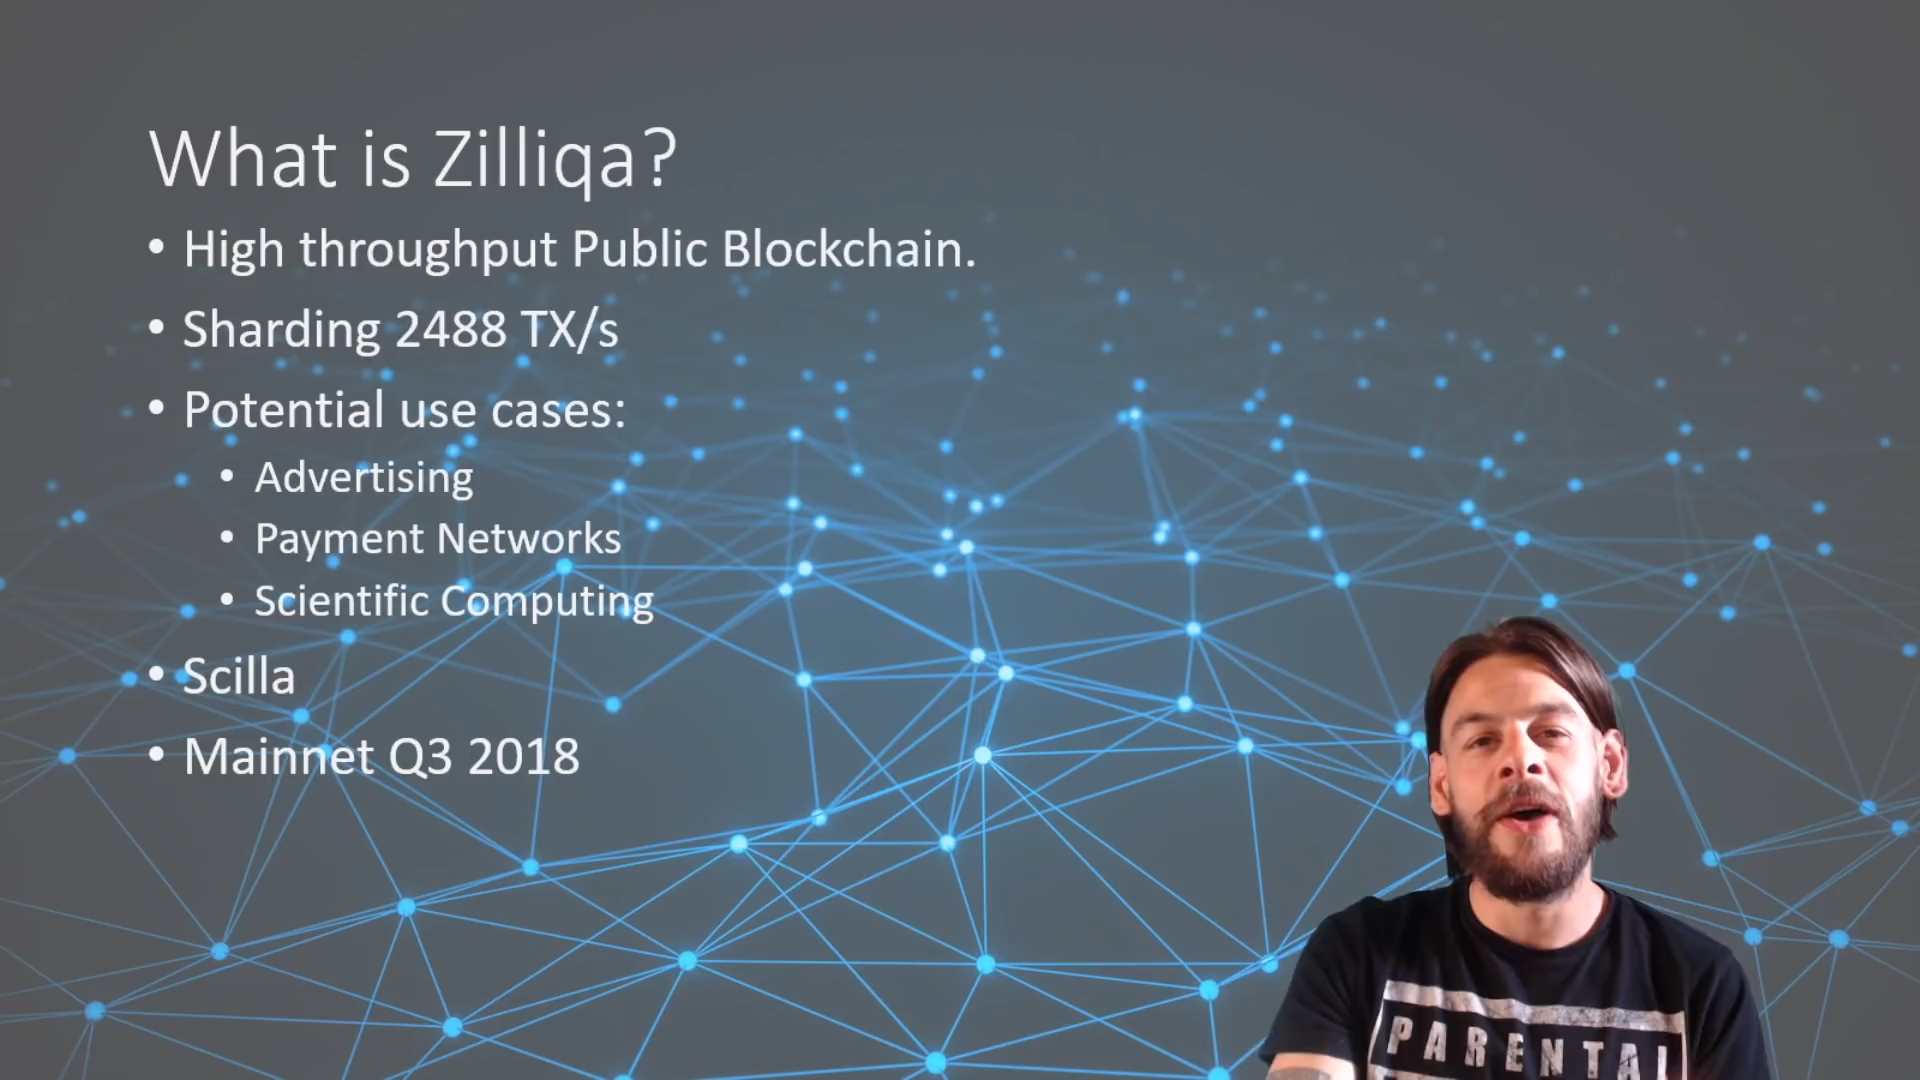 What is Zilliqa?
• High throughput Public Blockchain.
• Sharding 2488 TX/s
• Potential use cases:
• Advertising
• Payment Networks
• Scientific Computing
• Scilla
• Mainnet Q3 2018
PARENTAL